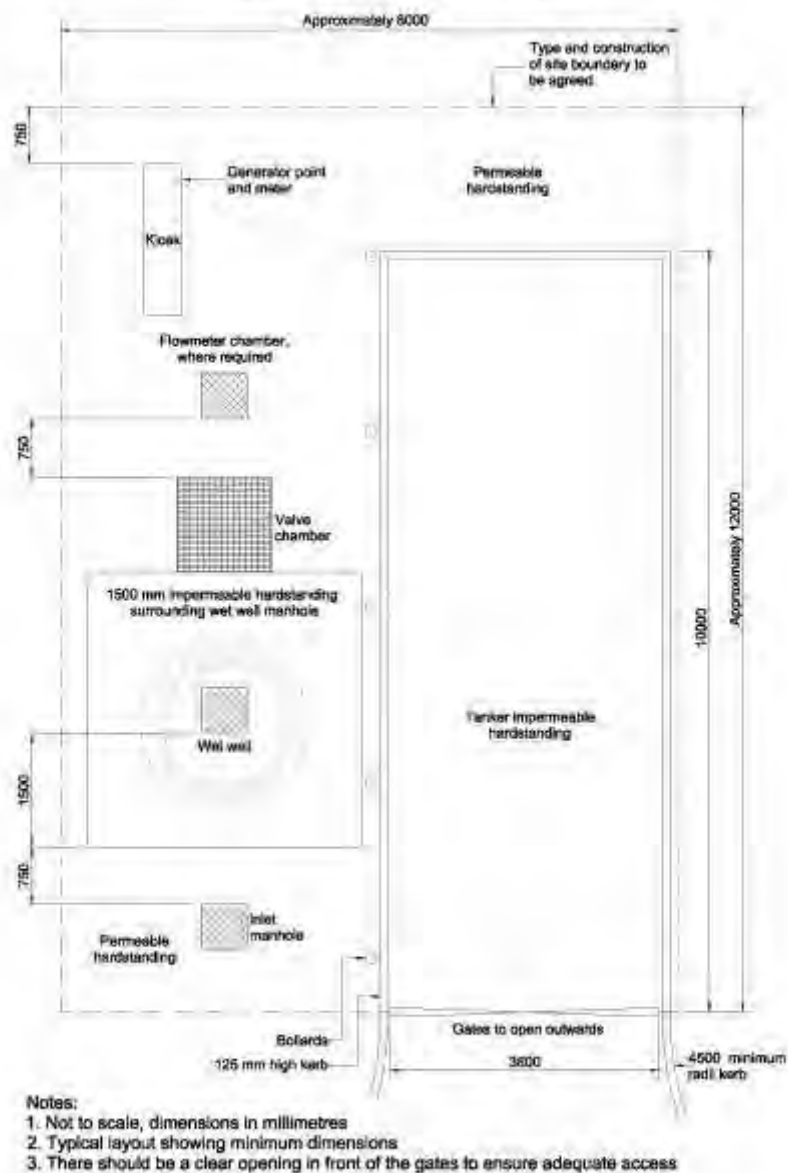 Approximately 8000
Type and construction
of site boundary to
be agreed
750
Generator point
and meter
Permeable
hardstanding
Kiosk
Flowmeter chamber,
where required
750
Valve
chamber
Approximately 12000
1500 mm impermeable hardstanding
surrounding wet well manhole
10000
Tanker impermeable
hardstanding
Wet well
1500
750
Inlet
manhole
Permeable
hardstanding
Bollards
Gates to open outwards
125 mm high kerb
3600
4500 minimum
radii kerb
Notes:
1. Not to scale, dimensions in millimetres
2. Typical layout showing minimum dimensions
3. There should be a clear opening in front of the gates to ensure adequate access